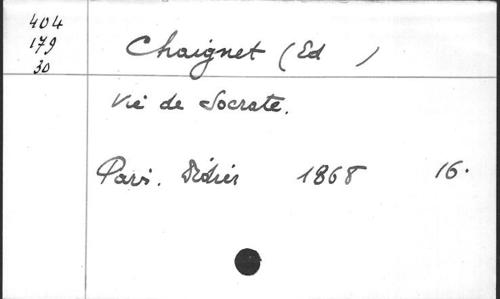 404
179
30
Chaignet (Ed )
Vie de Socrate.
Paris. Didier 1868 16.